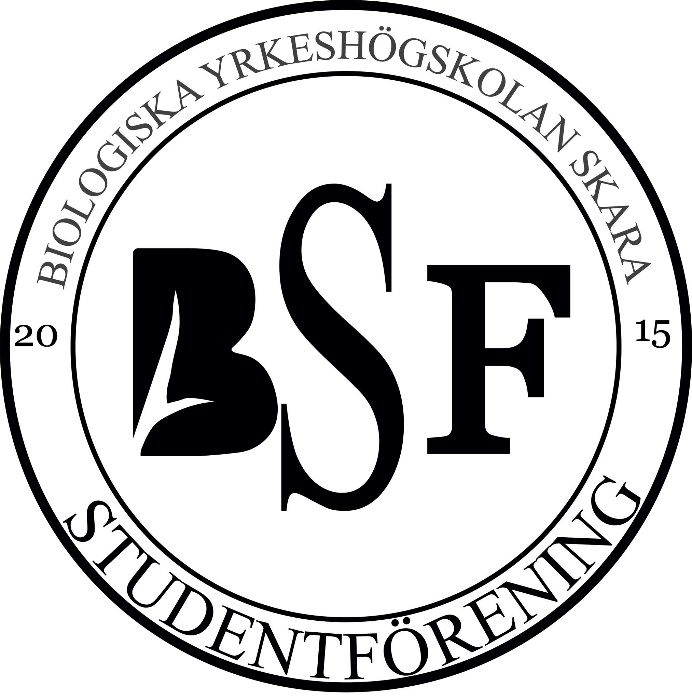 BIOLOGISKA YRKESHÖGSKOLAN SKARA
BSF
20 15
STUDENTFÖRENING